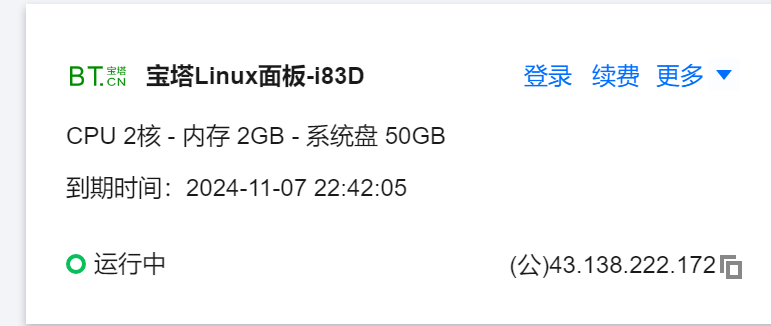 BT.宝塔.CN 宝塔Linux面板-i83D 登录 续费 更多
CPU 2核 - 内存 2GB - 系统盘 50GB
到期时间：2024-11-07 22:42:05
运行中 (公)43.138.222.172